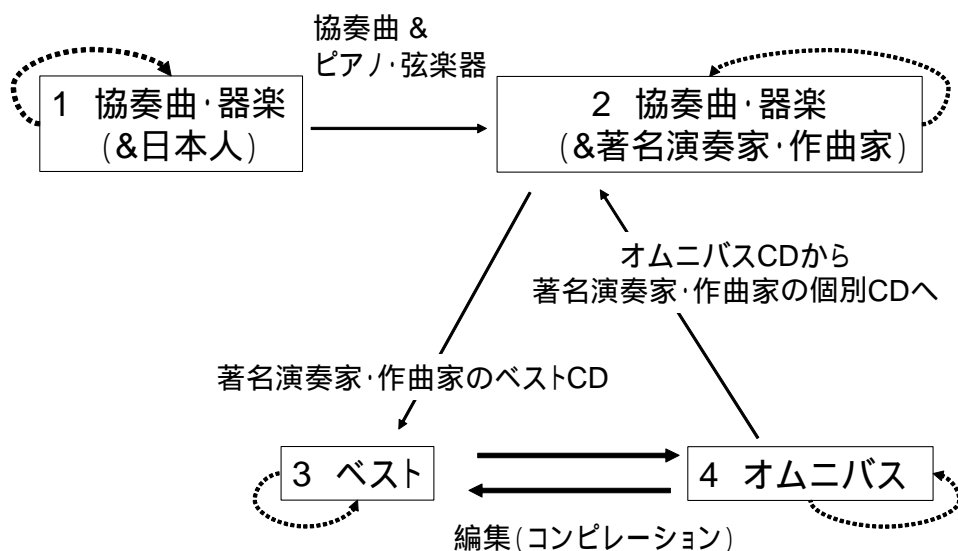 協奏曲 &
ピアノ・弦楽器
1 協奏曲・器楽
(&日本人)
2 協奏曲・器楽
(&著名演奏家・作曲家)
オムニバスCDから
著名演奏家・作曲家の個別CDへ
著名演奏家・作曲家のベストCD
3 ベスト
4 オムニバス
編集(コンピレーション)